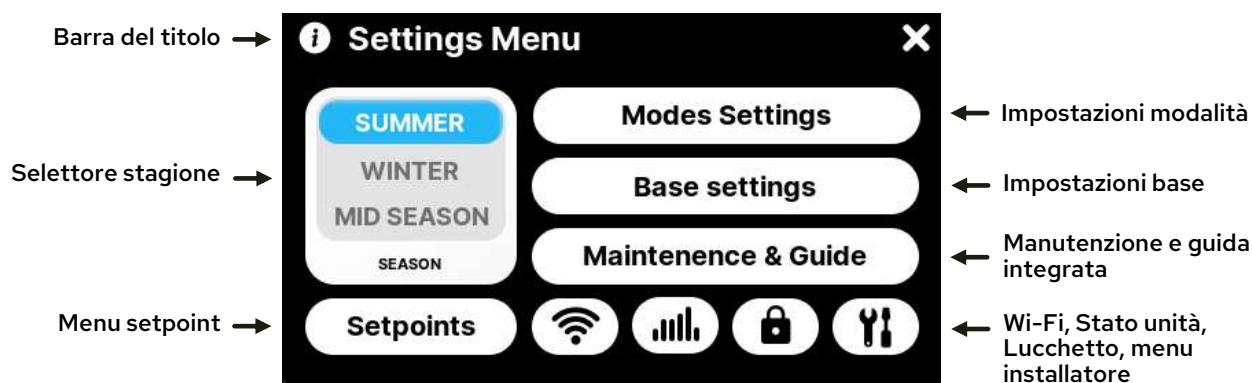 Barra del titolo
i Settings Menu
SUMMER
Modes Settings
Impostazioni modalità
Selettore stagione
WINTER
Base settings
Impostazioni base
MID SEASON
SEASON
Maintenence & Guide
Manutenzione e guida
integrata
Menu setpoint
Setpoints
Wi-Fi, Stato unità,
Lucchetto, menu
installatore